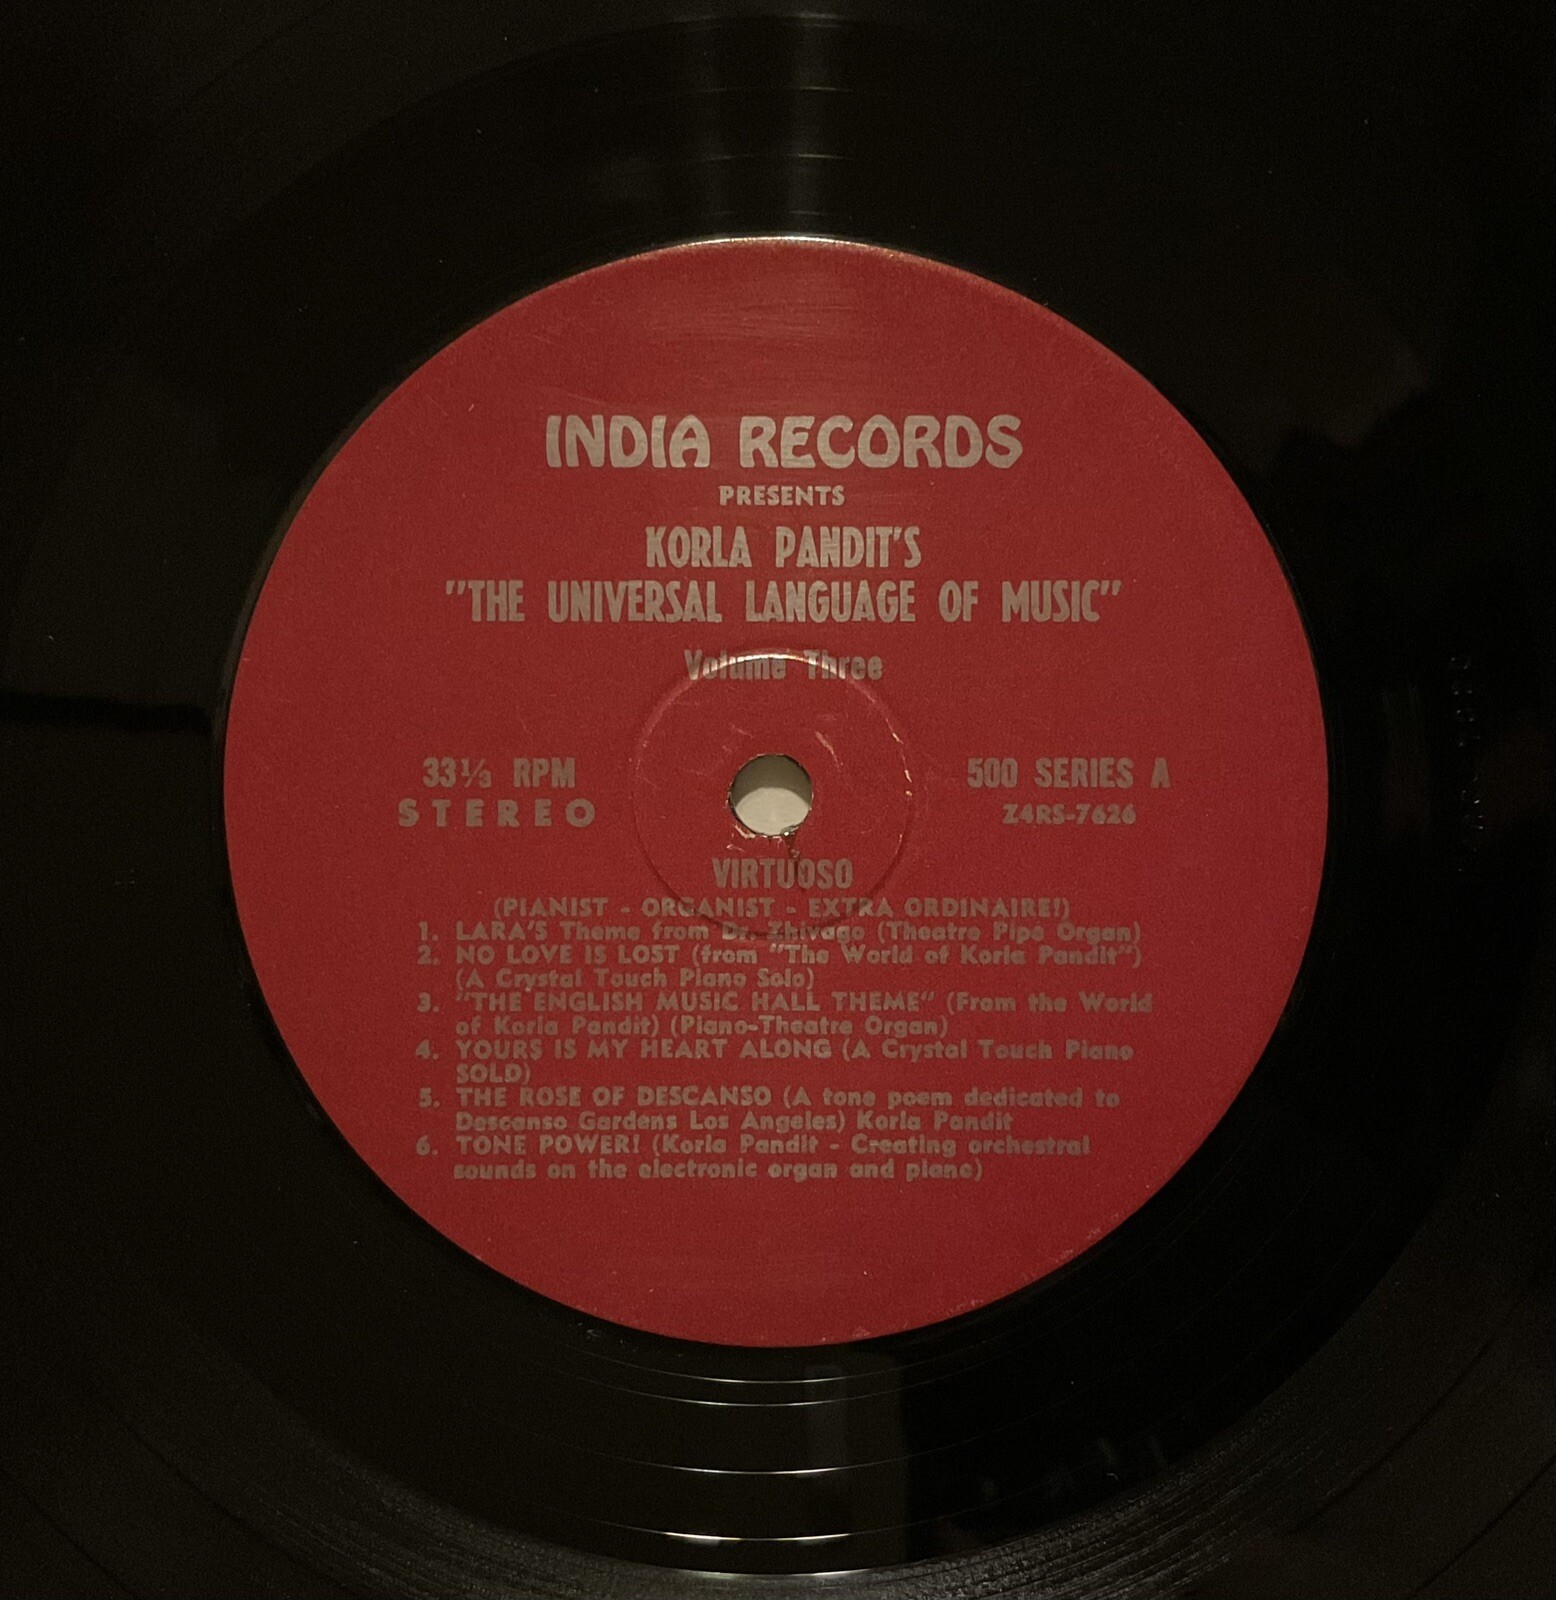 INDIA RECORDS
PRESENTS
KORLA PANDIT'S
"THE UNIVERSAL LANGUAGE OF MUSIC"
Volume Three
33⅓ RPM
STEREO
500 SERIES A
Z4RS-7626
VIRTUOSO
(PIANIST - ORGANIST - EXTRA ORDINAIRE!)
1. LARA'S Theme from Dr. Zhivago (Theatre Pipe Organ)
2. NO LOVE IS LOST (from "The World of Korla Pandit")
(A Crystal Touch Piano Solo)
3. "THE ENGLISH MUSIC HALL THEME" (From the World
of Korla Pandit) (Piano-Theatre Organ)
4. YOURS IS MY HEART ALONG (A Crystal Touch Piano
SOLD)
5. THE ROSE OF DESCANSO (A tone poem dedicated to
Descanso Gardens Los Angeles) Korla Pandit
6. TONE POWER! (Korla Pandit - Creating orchestral
sounds on the electronic organ and piano)